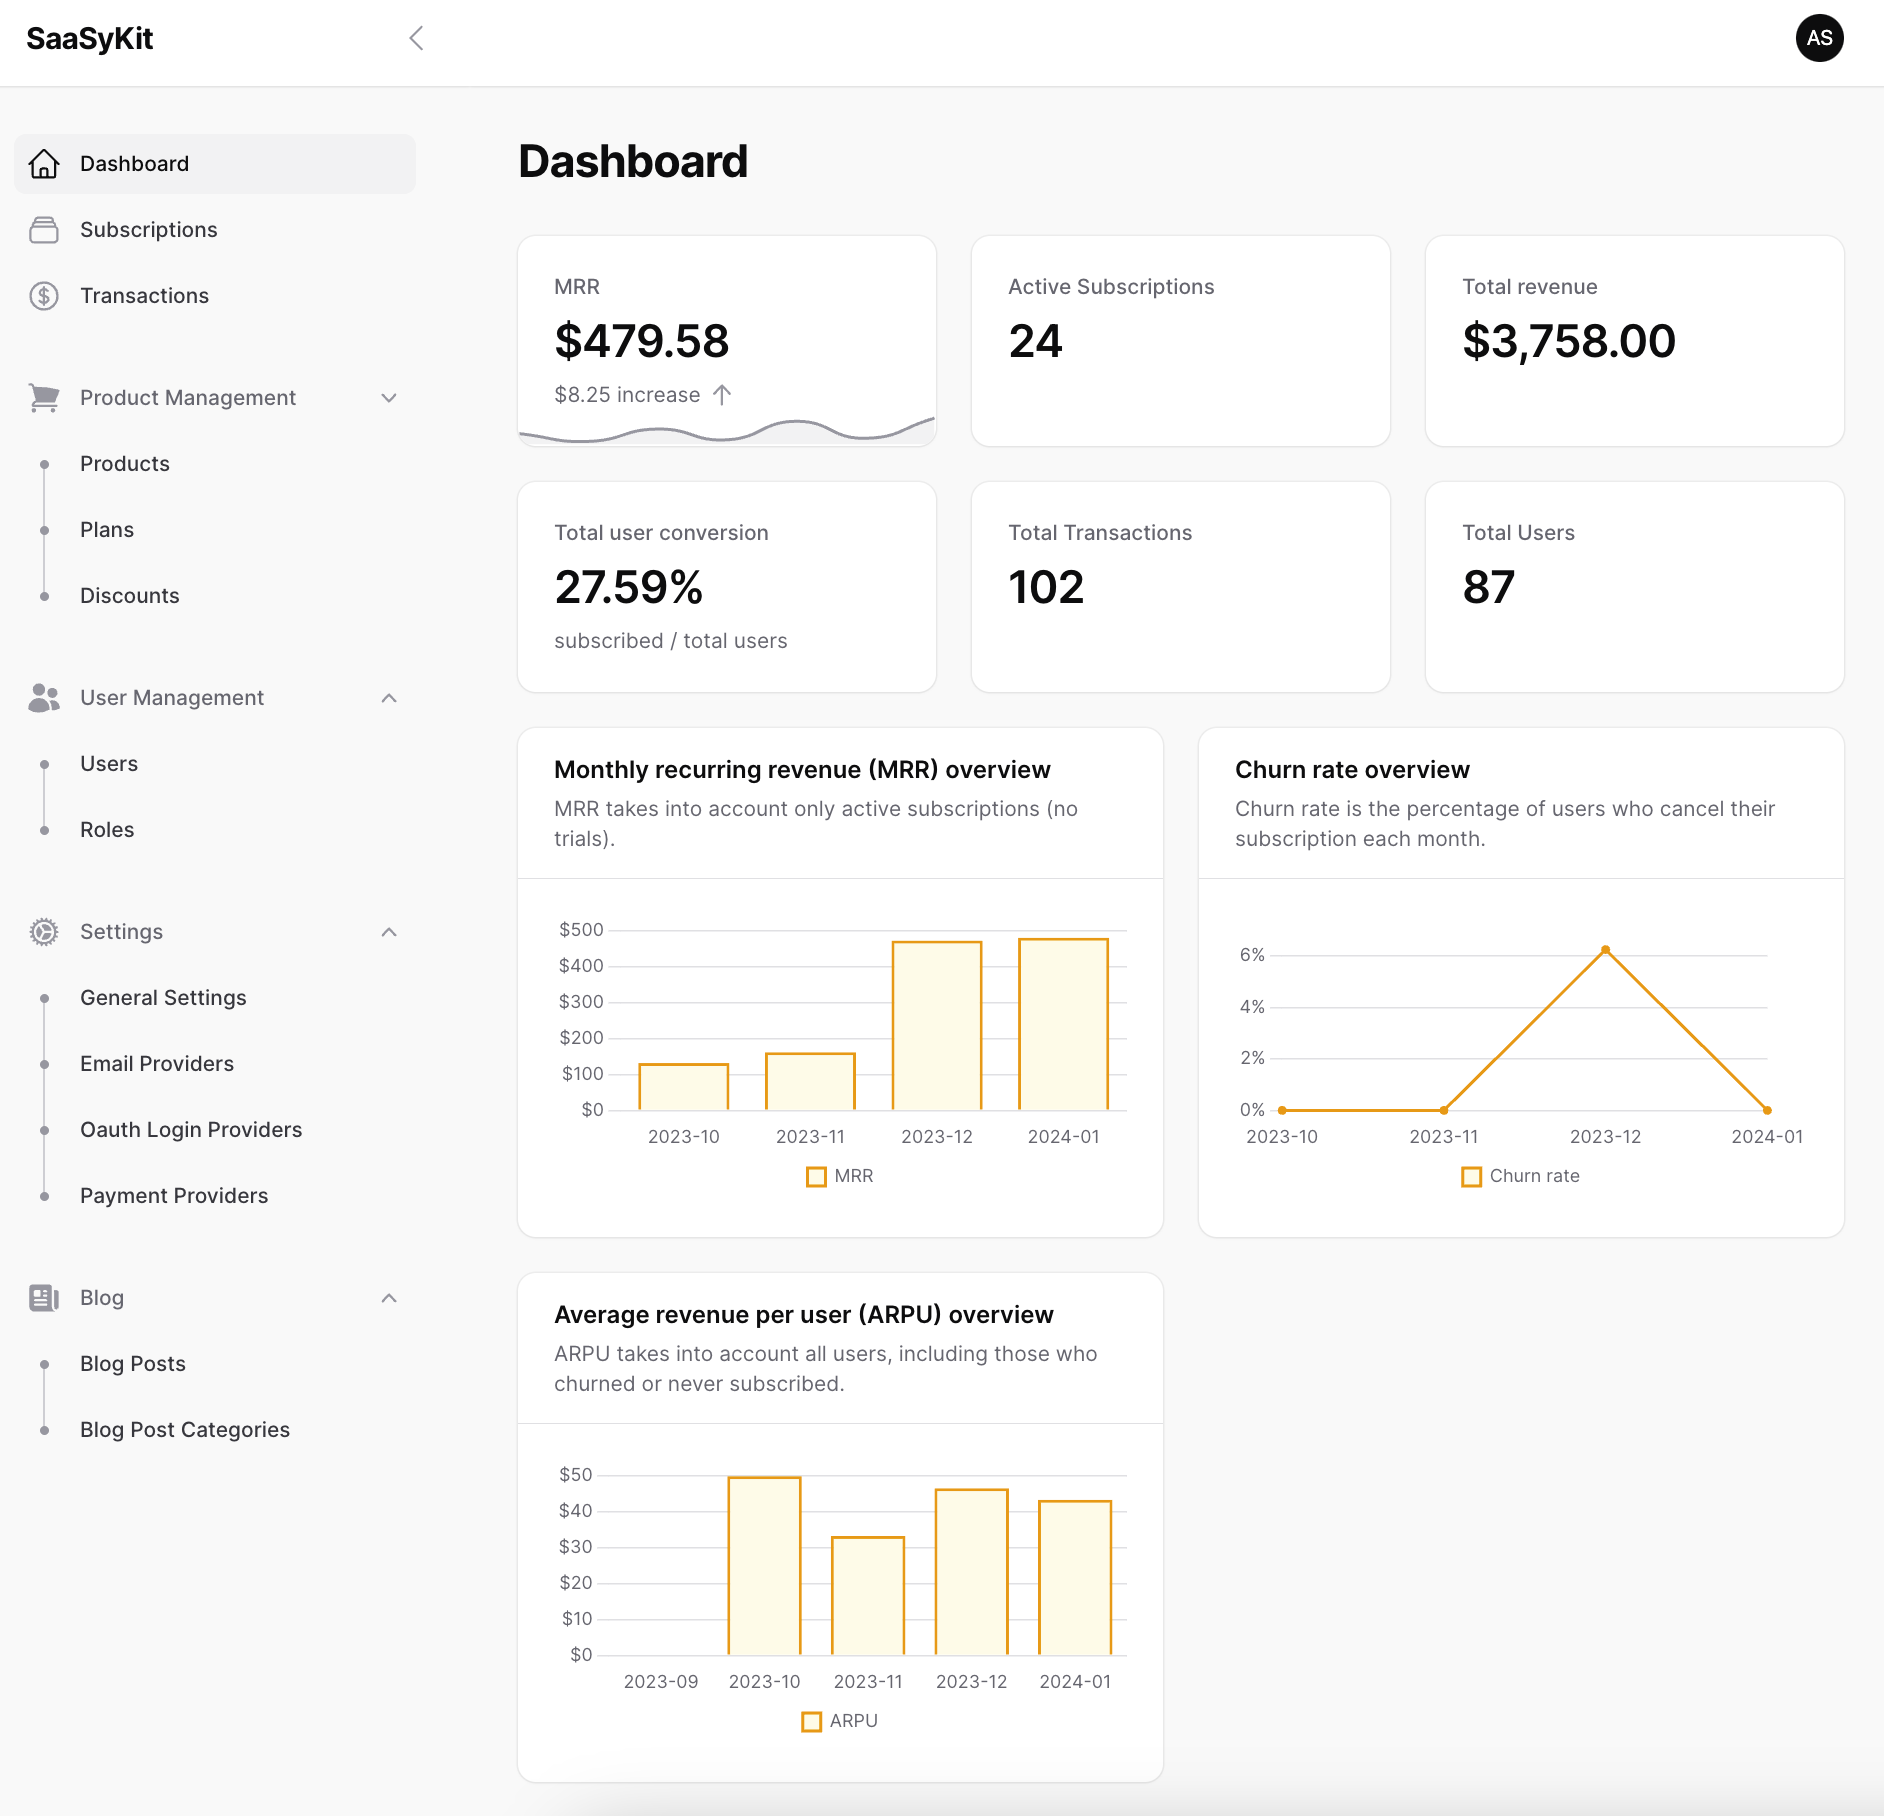 SaaSyKit
AS
Dashboard
Subscriptions
Transactions
Product Management
Products
Plans
Discounts
User Management
Users
Roles
Settings
General Settings
Email Providers
Oauth Login Providers
Payment Providers
Blog
Blog Posts
Blog Post Categories
Dashboard
MRR
$479.58
$8.25 increase
Active Subscriptions
24
Total revenue
$3,758.00
Total user conversion
27.59%
subscribed / total users
Total Transactions
102
Total Users
87
Monthly recurring revenue (MRR) overview
MRR takes into account only active subscriptions (no
trials).
$500
$400
$300
$200
$100
$0
2023-10 2023-11 2023-12 2024-01
MRR
Churn rate overview
Churn rate is the percentage of users who cancel their
subscription each month.
6%
4%
2%
0%
2023-10 2023-11 2023-12 2024-01
Churn rate
Average revenue per user (ARPU) overview
ARPU takes into account all users, including those who
churned or never subscribed.
$50
$40
$30
$20
$10
$0
2023-09 2023-10 2023-11 2023-12 2024-01
ARPU